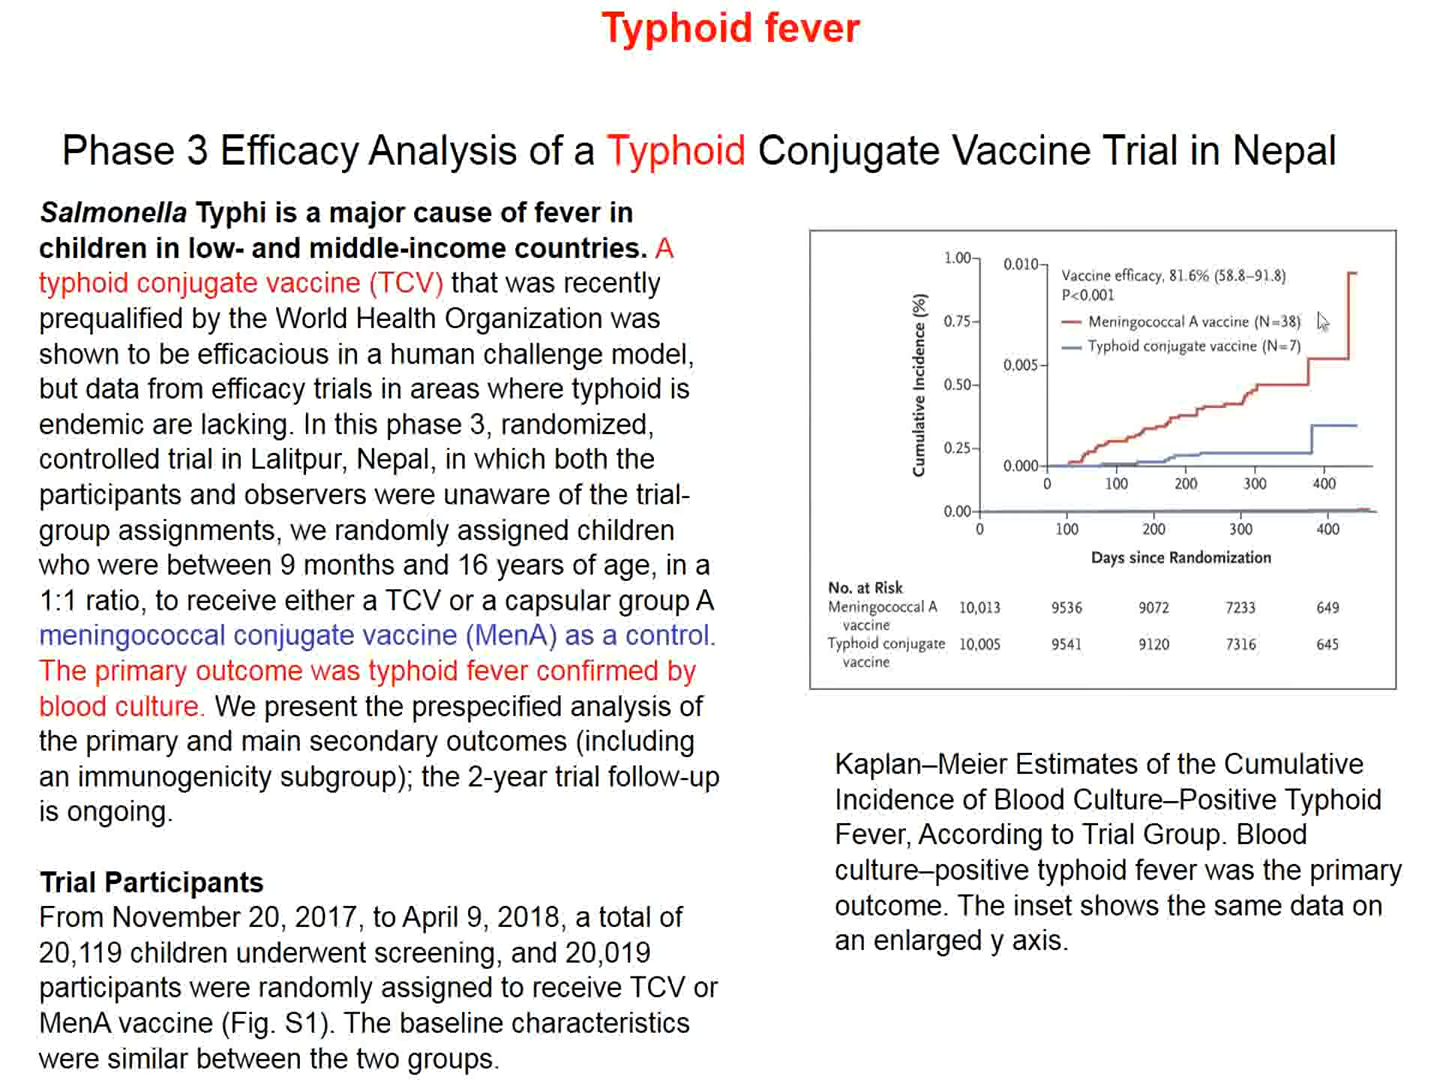 Typhoid fever
Phase 3 Efficacy Analysis of a Typhoid Conjugate Vaccine Trial in Nepal
Salmonella Typhi is a major cause of fever in
children in low- and middle-income countries. A
typhoid conjugate vaccine (TCV) that was recently
prequalified by the World Health Organization was
shown to be efficacious in a human challenge model,
but data from efficacy trials in areas where typhoid is
endemic are lacking. In this phase 3, randomized,
controlled trial in Lalitpur, Nepal, in which both the
participants and observers were unaware of the trial-
group assignments, we randomly assigned children
who were between 9 months and 16 years of age, in a
1:1 ratio, to receive either a TCV or a capsular group A
meningococcal conjugate vaccine (MenA) as a control.
The primary outcome was typhoid fever confirmed by
blood culture. We present the prespecified analysis of
the primary and main secondary outcomes (including
an immunogenicity subgroup); the 2-year trial follow-up
is ongoing.
Trial Participants
From November 20, 2017, to April 9, 2018, a total of
20,119 children underwent screening, and 20,019
participants were randomly assigned to receive TCV or
MenA vaccine (Fig. S1). The baseline characteristics
were similar between the two groups.
Cumulative Incidence (%)
1.00
0.75
0.50
0.25
0.00
0.010
0.005
0.000
Vaccine efficacy, 81.6% (58.8–91.8)
P<0.001
Meningococcal A vaccine (N=38)
Typhoid conjugate vaccine (N=7)
0 100 200 300 400
0 100 200 300 400
Days since Randomization
No. at Risk
Meningococcal A 10,013 9536 9072 7233 649
vaccine
Typhoid conjugate 10,005 9541 9120 7316 645
vaccine
Kaplan–Meier Estimates of the Cumulative
Incidence of Blood Culture–Positive Typhoid
Fever, According to Trial Group. Blood
culture–positive typhoid fever was the primary
outcome. The inset shows the same data on
an enlarged y axis.